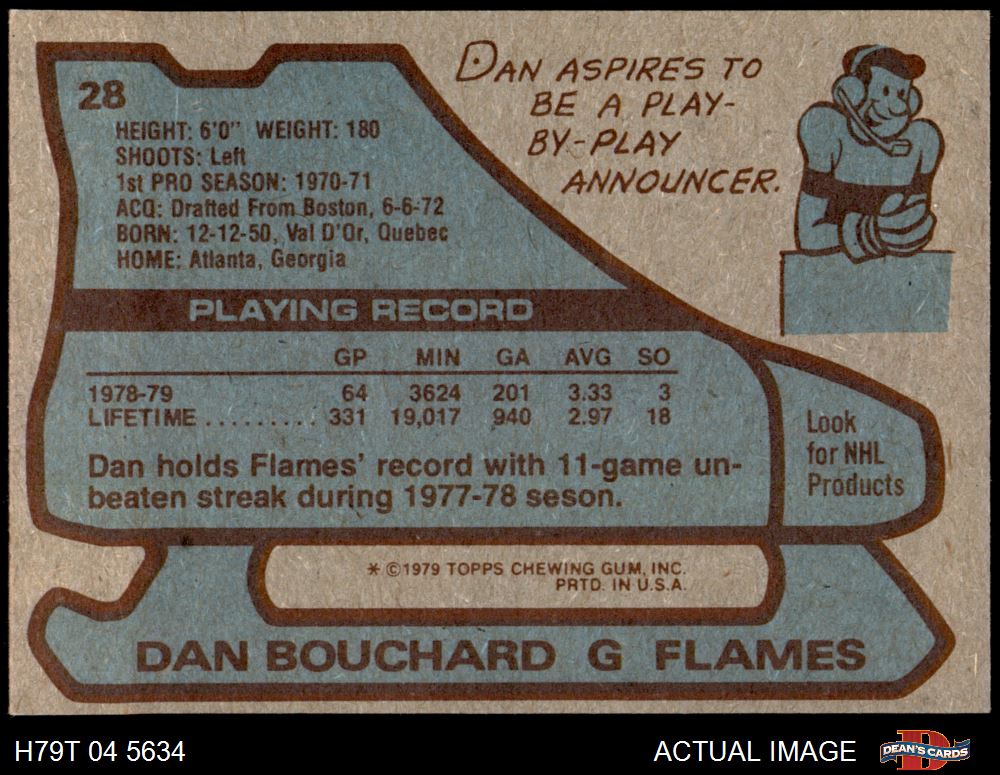 28
HEIGHT: 6'0" WEIGHT: 180
SHOOTS: Left
1st PRO SEASON: 1970-71
ACQ: Drafted From Boston, 6-6-72
BORN: 12-12-50, Val D'Or, Quebec
HOME: Atlanta, Georgia
DAN ASPIRES TO
BE A PLAY-
BY-PLAY
ANNOUNCER.
PLAYING RECORD
GP MIN GA AVG SO
1978-79 64 3624 201 3.33 3
LIFETIME ......... 331 19,017 940 2.97 18
Dan holds Flames' record with 11-game un-
beaten streak during 1977-78 seson.
Look
for NHL
Products
* ©1979 TOPPS CHEWING GUM, INC.
PRTD. IN U.S.A.
DAN BOUCHARD G FLAMES
H79T 04 5634
ACTUAL IMAGE
D
DEAN'S CARDS